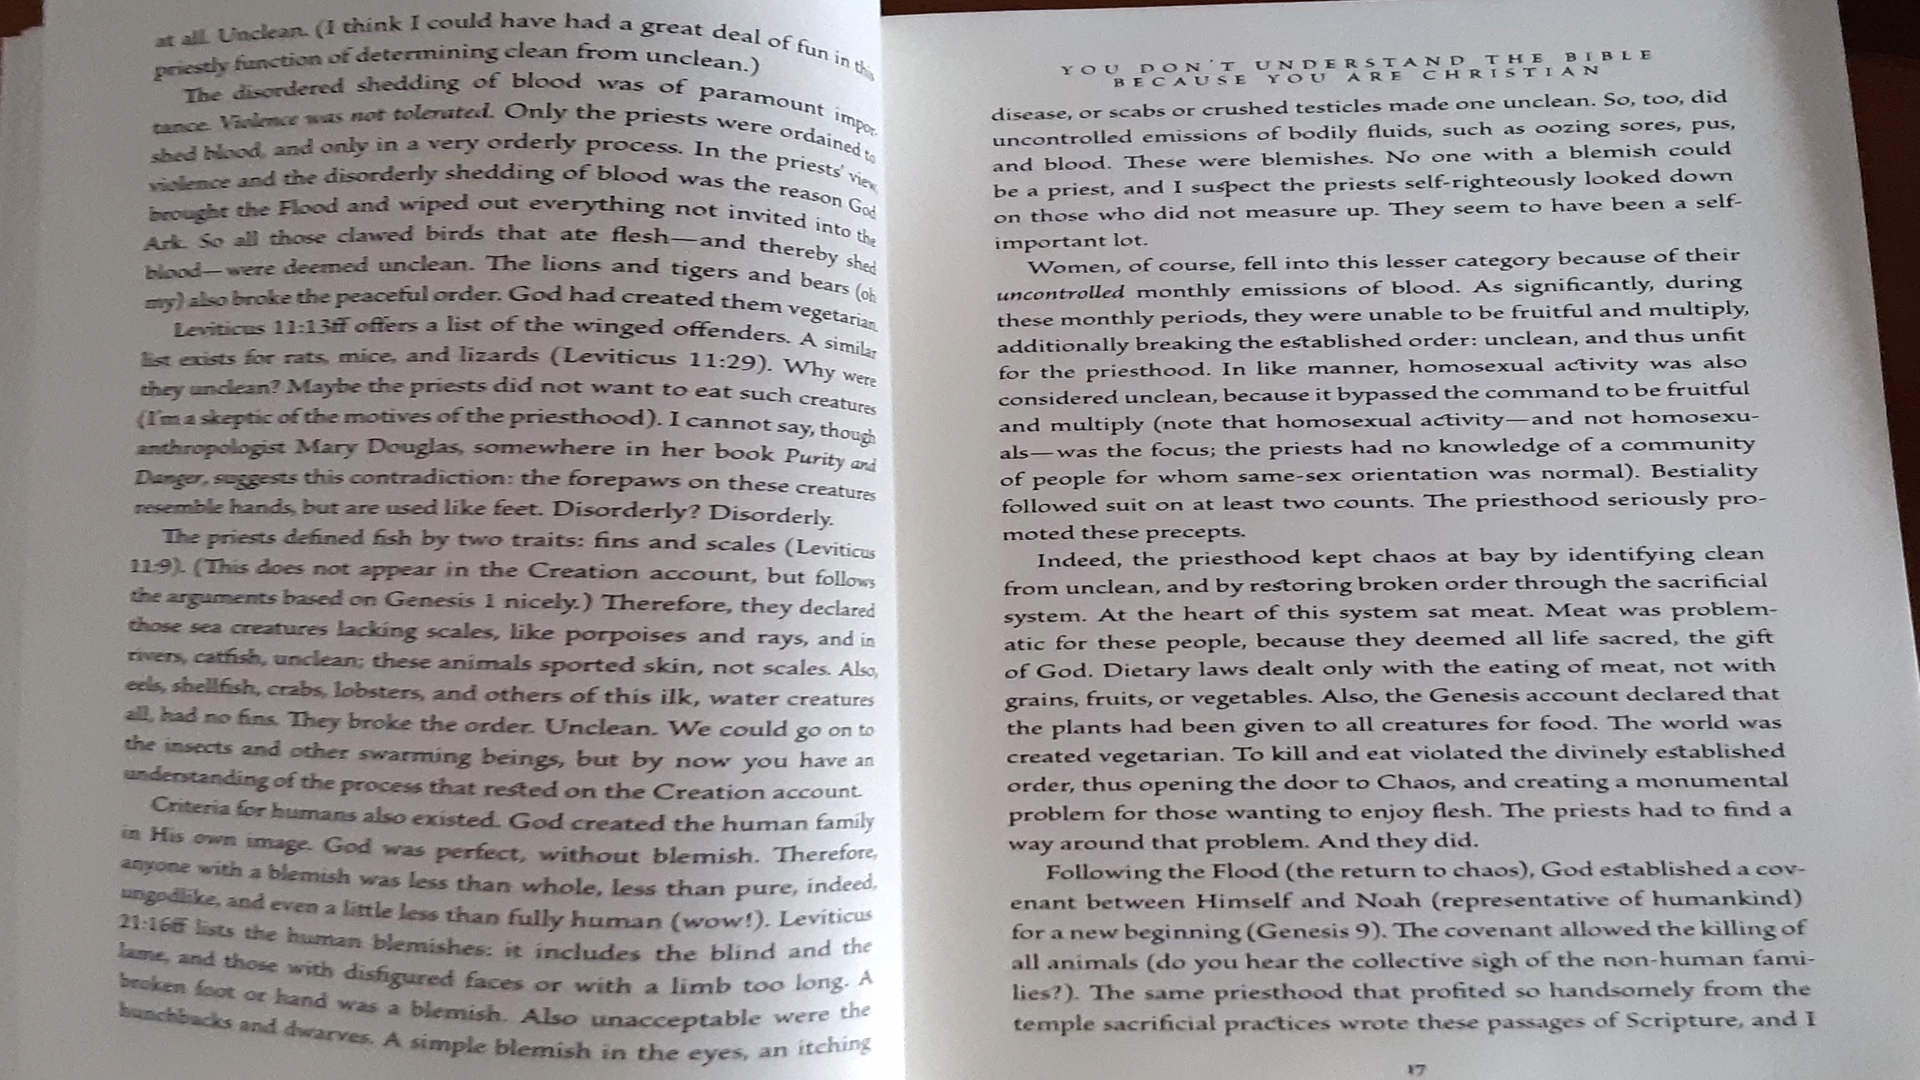 at all. Unclean. (I think I could have had a great deal of fun in this
priestly function of determining clean from unclean.)
The disordered shedding of blood was of paramount impor-
tance. Violence was not tolerated. Only the priests were ordained to
shed blood, and only in a very orderly process. In the priests' view,
violence and the disorderly shedding of blood was the reason God
brought the Flood and wiped out everything not invited into the
Ark. So all those clawed birds that ate flesh—and thereby shed
blood—were deemed unclean. The lions and tigers and bears (oh
my) also broke the peaceful order. God had created them vegetarian.
Leviticus 11:13ff offers a list of the winged offenders. A similar
list exists for rats, mice, and lizards (Leviticus 11:29). Why were
they unclean? Maybe the priests did not want to eat such creatures
(I'm a skeptic of the motives of the priesthood). I cannot say, though
anthropologist Mary Douglas, somewhere in her book Purity and
Danger, suggests this contradiction: the forepaws on these creatures
resemble hands, but are used like feet. Disorderly? Disorderly.
The priests defined fish by two traits: fins and scales (Leviticus
11:9). (This does not appear in the Creation account, but follows
the arguments based on Genesis 1 nicely.) Therefore, they declared
those sea creatures lacking scales, like porpoises and rays, and in
rivers, catfish, unclean; these animals sported skin, not scales. Also,
eels, shellfish, crabs, lobsters, and others of this ilk, water creatures
all, had no fins. They broke the order. Unclean. We could go on to
the insects and other swarming beings, but by now you have an
understanding of the process that rested on the Creation account.
Criteria for humans also existed. God created the human family
in His own image. God was perfect, without blemish. Therefore,
anyone with a blemish was less than whole, less than pure, indeed,
ungodlike, and even a little less than fully human (wow!). Leviticus
21:16ff lists the human blemishes: it includes the blind and the
lame, and those with disfigured faces or with a limb too long. A
broken foot or hand was a blemish. Also unacceptable were the
hunchbacks and dwarves. A simple blemish in the eyes, an itching
YOU DON'T UNDERSTAND THE BIBLE
BECAUSE YOU ARE CHRISTIAN
disease, or scabs or crushed testicles made one unclean. So, too, did
uncontrolled emissions of bodily fluids, such as oozing sores, pus,
and blood. These were blemishes. No one with a blemish could
be a priest, and I suspect the priests self-righteously looked down
on those who did not measure up. They seem to have been a self-
important lot.
Women, of course, fell into this lesser category because of their
uncontrolled monthly emissions of blood. As significantly, during
these monthly periods, they were unable to be fruitful and multiply,
additionally breaking the established order: unclean, and thus unfit
for the priesthood. In like manner, homosexual activity was also
considered unclean, because it bypassed the command to be fruitful
and multiply (note that homosexual activity—and not homosexu-
als—was the focus; the priests had no knowledge of a community
of people for whom same-sex orientation was normal). Bestiality
followed suit on at least two counts. The priesthood seriously pro-
moted these precepts.
Indeed, the priesthood kept chaos at bay by identifying clean
from unclean, and by restoring broken order through the sacrificial
system. At the heart of this system sat meat. Meat was problem-
atic for these people, because they deemed all life sacred, the gift
of God. Dietary laws dealt only with the eating of meat, not with
grains, fruits, or vegetables. Also, the Genesis account declared that
the plants had been given to all creatures for food. The world was
created vegetarian. To kill and eat violated the divinely established
order, thus opening the door to Chaos, and creating a monumental
problem for those wanting to enjoy flesh. The priests had to find a
way around that problem. And they did.
Following the Flood (the return to chaos), God established a cov-
enant between Himself and Noah (representative of humankind)
for a new beginning (Genesis 9). The covenant allowed the killing of
all animals (do you hear the collective sigh of the non-human fami-
lies?). The same priesthood that profited so handsomely from the
temple sacrificial practices wrote these passages of Scripture, and I
17